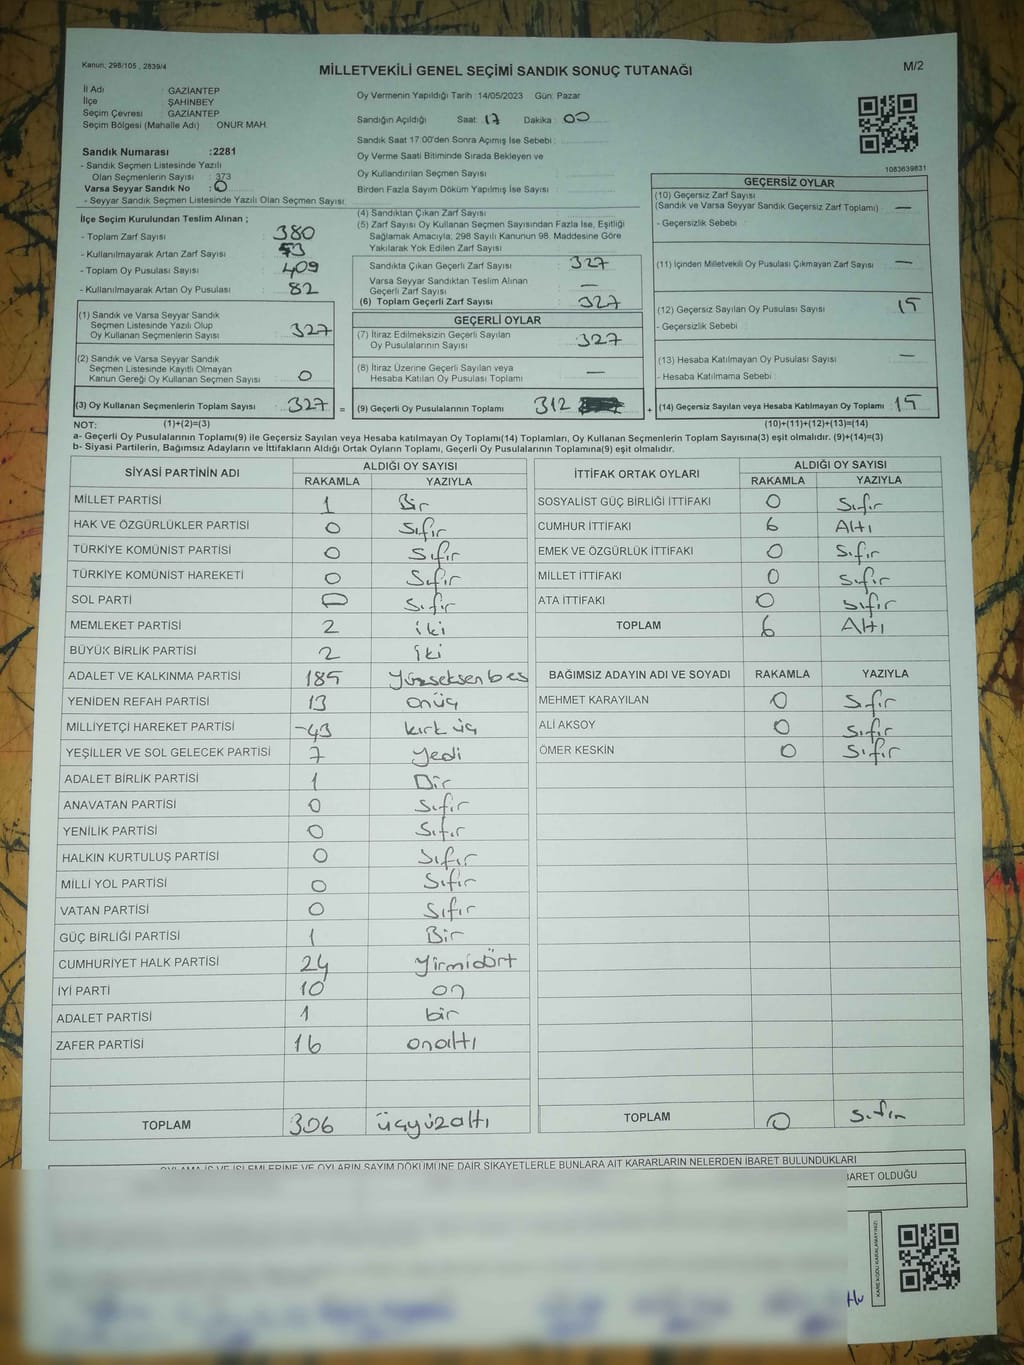 Kanun; 298/105 , 2839/4
MİLLETVEKİLİ GENEL SEÇİMİ SANDIK SONUÇ TUTANAĞI
M/2
İl Adı : GAZİANTEP
İlçe : ŞAHİNBEY
Seçim Çevresi : GAZİANTEP
Seçim Bölgesi (Mahalle Adı) : ONUR MAH.
Sandık Numarası :2281
- Sandık Seçmen Listesinde Yazılı
Olan Seçmenlerin Sayısı : 373
Varsa Seyyar Sandık No : 0
- Seyyar Sandık Seçmen Listesinde Yazılı Olan Seçmen Sayısı:
Oy Vermenin Yapıldığı Tarih :14/05/2023 Gün: Pazar
Sandığın Açıldığı Saat: 17 Dakika: 00
Sandık Saat 17:00'den Sonra Açımış İse Sebebi :
Oy Verme Saati Bitiminde Sırada Bekleyen ve
Oy Kullandırılan Seçmen Sayısı :
Birden Fazla Sayım Döküm Yapılmış İse Sayısı :
1083639831
İlçe Seçim Kurulundan Teslim Alınan ;
- Toplam Zarf Sayısı : 380
- Kullanılmayarak Artan Zarf Sayısı : 53
- Toplam Oy Pusulası Sayısı : 409
- Kullanılmayarak Artan Oy Pusulası : 82
(1) Sandık ve Varsa Seyyar Sandık
Seçmen Listesinde Yazılı Olup
Oy Kullanan Seçmenlerin Sayısı : 327
(2) Sandık ve Varsa Seyyar Sandık
Seçmen Listesinde Kayıtlı Olmayan
Kanun Gereği Oy Kullanan Seçmen Sayısı : 0
(3) Oy Kullanan Seçmenlerin Toplam Sayısı : 327 =
(4) Sandıktan Çıkan Zarf Sayısı :
(5) Zarf Sayısı Oy Kullanan Seçmen Sayısından Fazla İse, Eşitliği
Sağlamak Amacıyla; 298 Sayılı Kanunun 98. Maddesine Göre
Yakılarak Yok Edilen Zarf Sayısı :
Sandıkta Çıkan Geçerli Zarf Sayısı : 327
Varsa Seyyar Sandıktan Teslim Alınan
Geçerli Zarf Sayısı : —
(6) Toplam Geçerli Zarf Sayısı : 327
GEÇERLİ OYLAR
(7) İtiraz Edilmeksizin Geçerli Sayılan
Oy Pusulalarının Sayısı : 327
(8) İtiraz Üzerine Geçerli Sayılan veya
Hesaba Katılan Oy Pusulası Toplamı : —
(9) Geçerli Oy Pusulalarının Toplamı : 312 +
GEÇERSİZ OYLAR
(10) Geçersiz Zarf Sayısı
(Sandık ve Varsa Seyyar Sandık Geçersiz Zarf Toplamı) : —
- Geçersizlik Sebebi :
(11) İçinden Milletvekili Oy Pusulası Çıkmayan Zarf Sayısı : —
(12) Geçersiz Sayılan Oy Pusulası Sayısı : 15
- Geçersizlik Sebebi :
(13) Hesaba Katılmayan Oy Pusulası Sayısı : —
- Hesaba Katılmama Sebebi :
(14) Geçersiz Sayılan veya Hesaba Katılmayan Oy Toplamı : 15
NOT: (1)+(2)=(3) (10)+(11)+(12)+(13)=(14)
a- Geçerli Oy Pusulalarının Toplamı(9) ile Geçersiz Sayılan veya Hesaba katılmayan Oy Toplamı(14) Toplamları, Oy Kullanan Seçmenlerin Toplam Sayısına(3) eşit olmalıdır. (9)+(14)=(3)
b- Siyasi Partilerin, Bağımsız Adayların ve İttifakların Aldığı Ortak Oyların Toplamı, Geçerli Oy Pusulalarının Toplamına(9) eşit olmalıdır.
SİYASİ PARTİNİN ADI ALDIĞI OY SAYISI
RAKAMLA YAZIYLA
MİLLET PARTİSİ 1 Bir
HAK VE ÖZGÜRLÜKLER PARTİSİ 0 Sıfır
TÜRKİYE KOMÜNİST PARTİSİ 0 Sıfır
TÜRKİYE KOMÜNİST HAREKETİ 0 Sıfır
SOL PARTİ 0 Sıfır
MEMLEKET PARTİSİ 2 iki
BÜYÜK BİRLİK PARTİSİ 2 iki
ADALET VE KALKINMA PARTİSİ 185 Yüzseksenbes
YENİDEN REFAH PARTİSİ 13 onüç
MİLLİYETÇİ HAREKET PARTİSİ -43 kırk üç
YEŞİLLER VE SOL GELECEK PARTİSİ 7 Yedi
ADALET BİRLİK PARTİSİ 1 Bir
ANAVATAN PARTİSİ 0 Sıfır
YENİLİK PARTİSİ 0 Sıfır
HALKIN KURTULUŞ PARTİSİ 0 Sıfır
MİLLİ YOL PARTİSİ 0 Sıfır
VATAN PARTİSİ 0 Sıfır
GÜÇ BİRLİĞİ PARTİSİ 1 Bir
CUMHURİYET HALK PARTİSİ 24 Yirmidört
İYİ PARTİ 10 on
ADALET PARTİSİ 1 bir
ZAFER PARTİSİ 16 onaltı
TOPLAM 306 üçyüzaltı
İTTİFAK ORTAK OYLARI ALDIĞI OY SAYISI
RAKAMLA YAZIYLA
SOSYALİST GÜÇ BİRLİĞİ İTTİFAKI 0 Sıfır
CUMHUR İTTİFAKI 6 Altı
EMEK VE ÖZGÜRLÜK İTTİFAKI 0 Sıfır
MİLLET İTTİFAKI 0 Sıfır
ATA İTTİFAKI 0 Sıfır
TOPLAM 6 Altı
BAĞIMSIZ ADAYIN ADI VE SOYADI RAKAMLA YAZIYLA
MEHMET KARAYILAN 0 Sıfır
ALİ AKSOY 0 Sıfır
ÖMER KESKİN 0 Sıfır
TOPLAM 0 Sıfır
OYLAMA İŞ VE İŞLEMLERİNE VE OYLARIN SAYIM DÖKÜMÜNE DAİR ŞİKAYETLERLE BUNLARA AİT KARARLARIN NELERDEN İBARET BULUNDUKLARI
İBARET OLDUĞU
KARE KODU KARALAMAYINIZ!